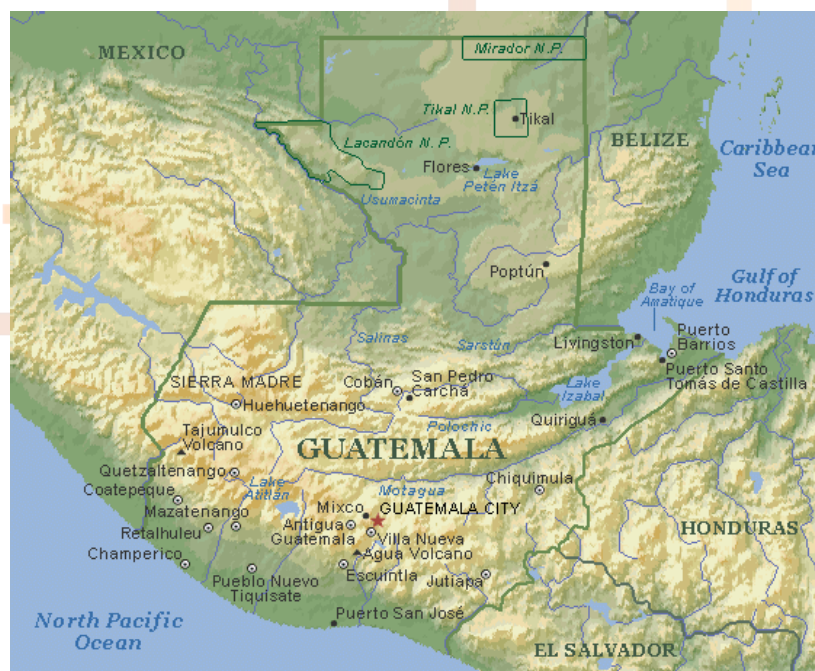 MEXICO
Mirador N.P.
Tikal N.P.
Tikal
BELIZE
Caribbean
Sea
Lacandón N. P.
Flores
Lake
Petén Itzá
Usumacinta
Poptún
Gulf of
Honduras
Bay of
Amatique
Salinas
Sarstún
Livingston
Puerto
Barrios
Puerto Santo
Tomás de Castilla
SIERRA MADRE
Cobán
San Pedro
Carchá
Lake
Izabal
Huehuetenango
Polochic
Quiriguá
Tajumulco
Volcano
GUATEMALA
Quetzaltenango
Coatepeque
Lake
Atitlán
Motagua
Chiquimula
Mazatenango
Mixco
GUATEMALA CITY
Retalhuleu
Antigua
Guatemala
Villa Nueva
HONDURAS
Champerico
Agua Volcano
Pueblo Nuevo
Tiquisate
Escuintla
Jutiapa
Puerto San José
North Pacific
Ocean
EL SALVADOR